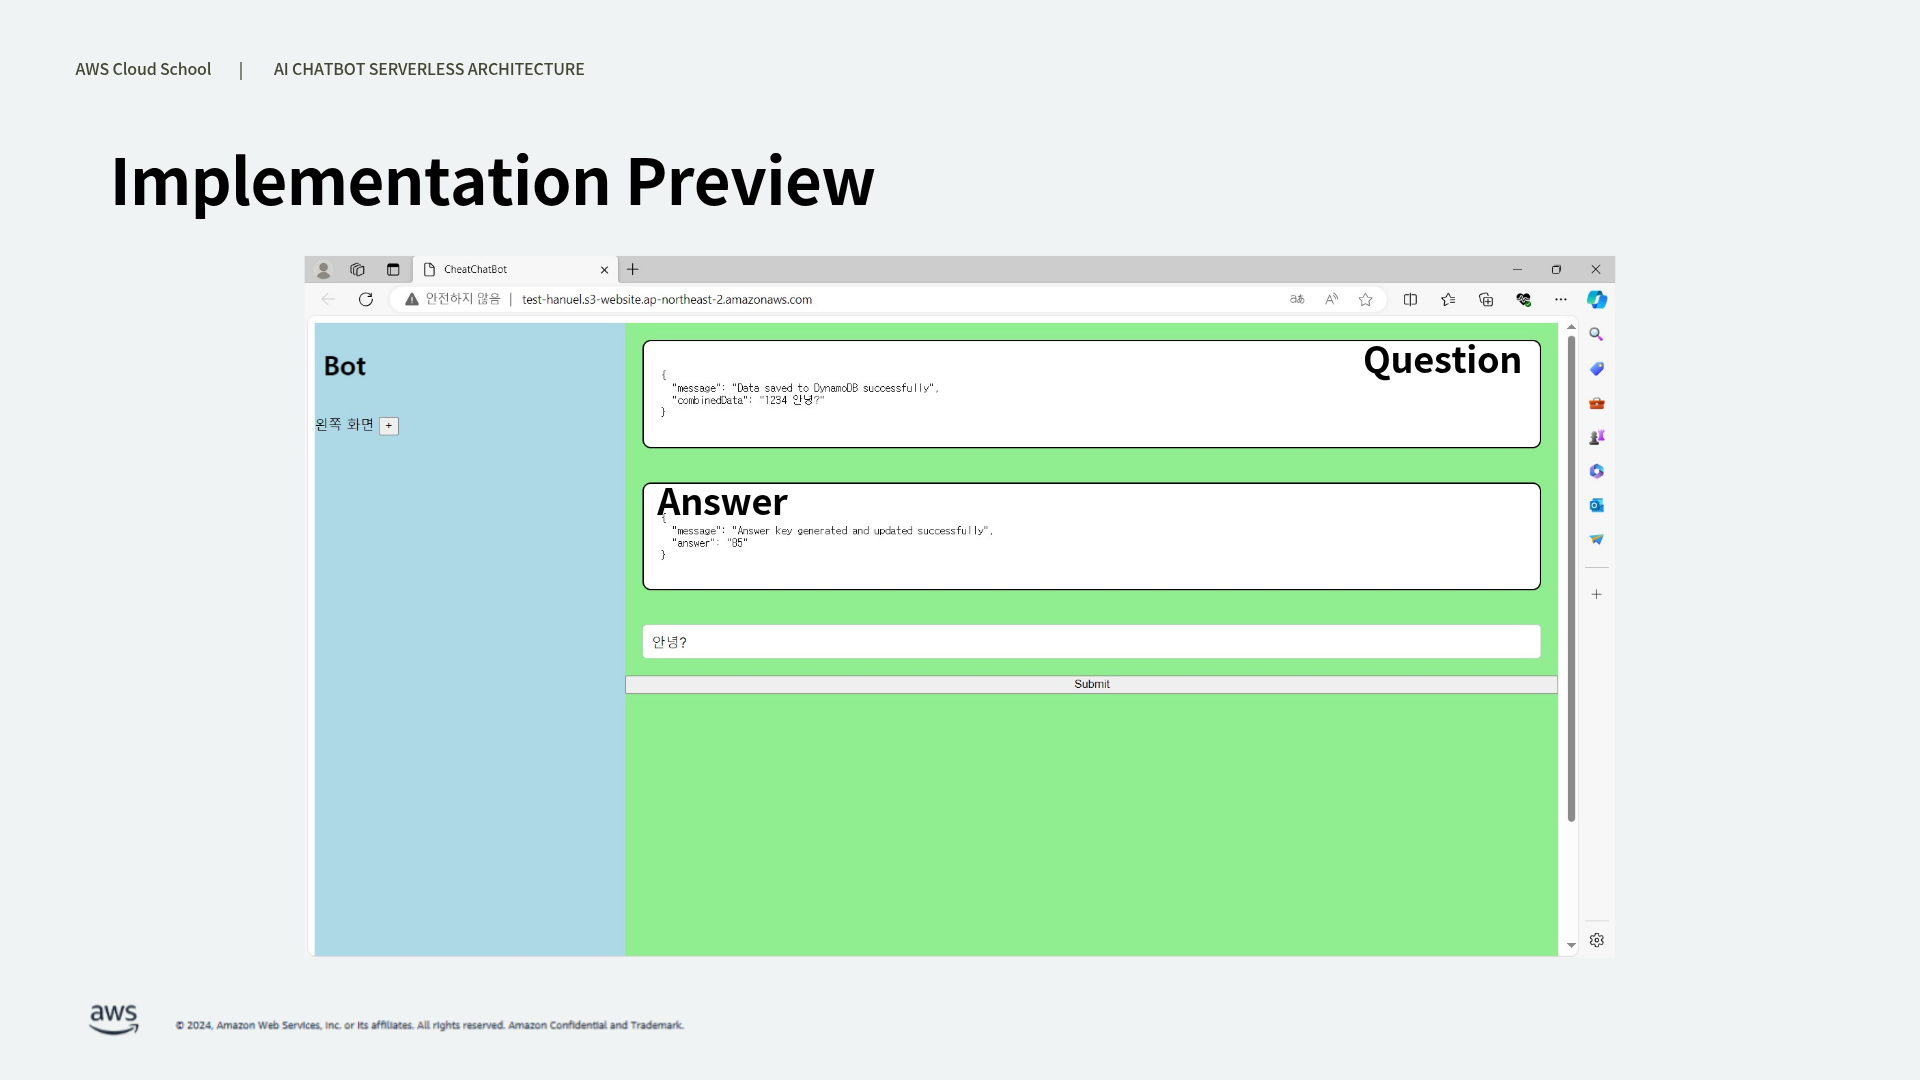 AWS Cloud School | AI CHATBOT SERVERLESS ARCHITECTURE
Implementation Preview
CheatChatBot
안전하지 않음 | test-hanuel.s3-website.ap-northeast-2.amazonaws.com
Bot
왼쪽 화면 +
Question
{
"message": "Data saved to DynamoDB successfully",
"combinedData": "1234 안녕?"
}
Answer
{
"message": "Answer key generated and updated successfully",
"answer": "85"
}
안녕?
Submit
aws
© 2024, Amazon Web Services, Inc. or its affiliates. All rights reserved. Amazon Confidential and Trademark.